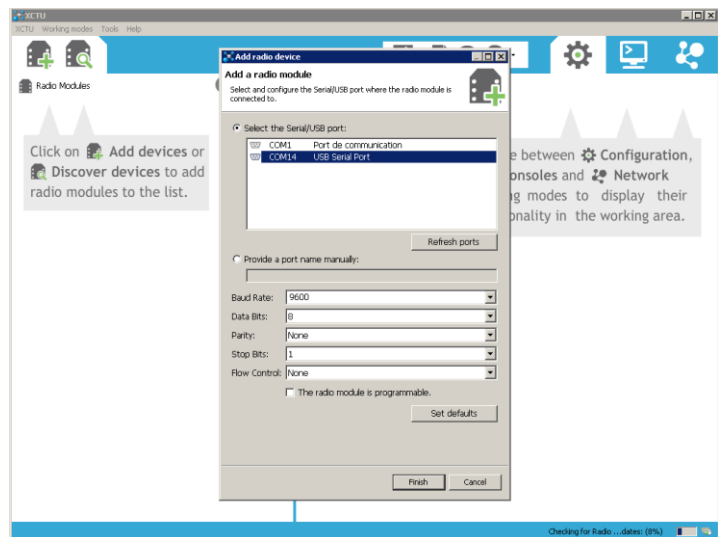 XCTU
XCTU Working modes Tools Help
Radio Modules
Click on Add devices or
Discover devices to add
radio modules to the list.
Add radio device
Add a radio module
Select and configure the Serial/USB port where the radio module is
connected to.
Select the Serial/USB port:
COM1 Port de communication
COM14 USB Serial Port
Refresh ports
Provide a port name manually:
Baud Rate: 9600
Data Bits: 8
Parity: None
Stop Bits: 1
Flow Control: None
The radio module is programmable.
Set defaults
Finish Cancel
e between Configuration,
onsoles and Network
ng modes to display their
onality in the working area.
Checking for Radio ...dates: (0%)